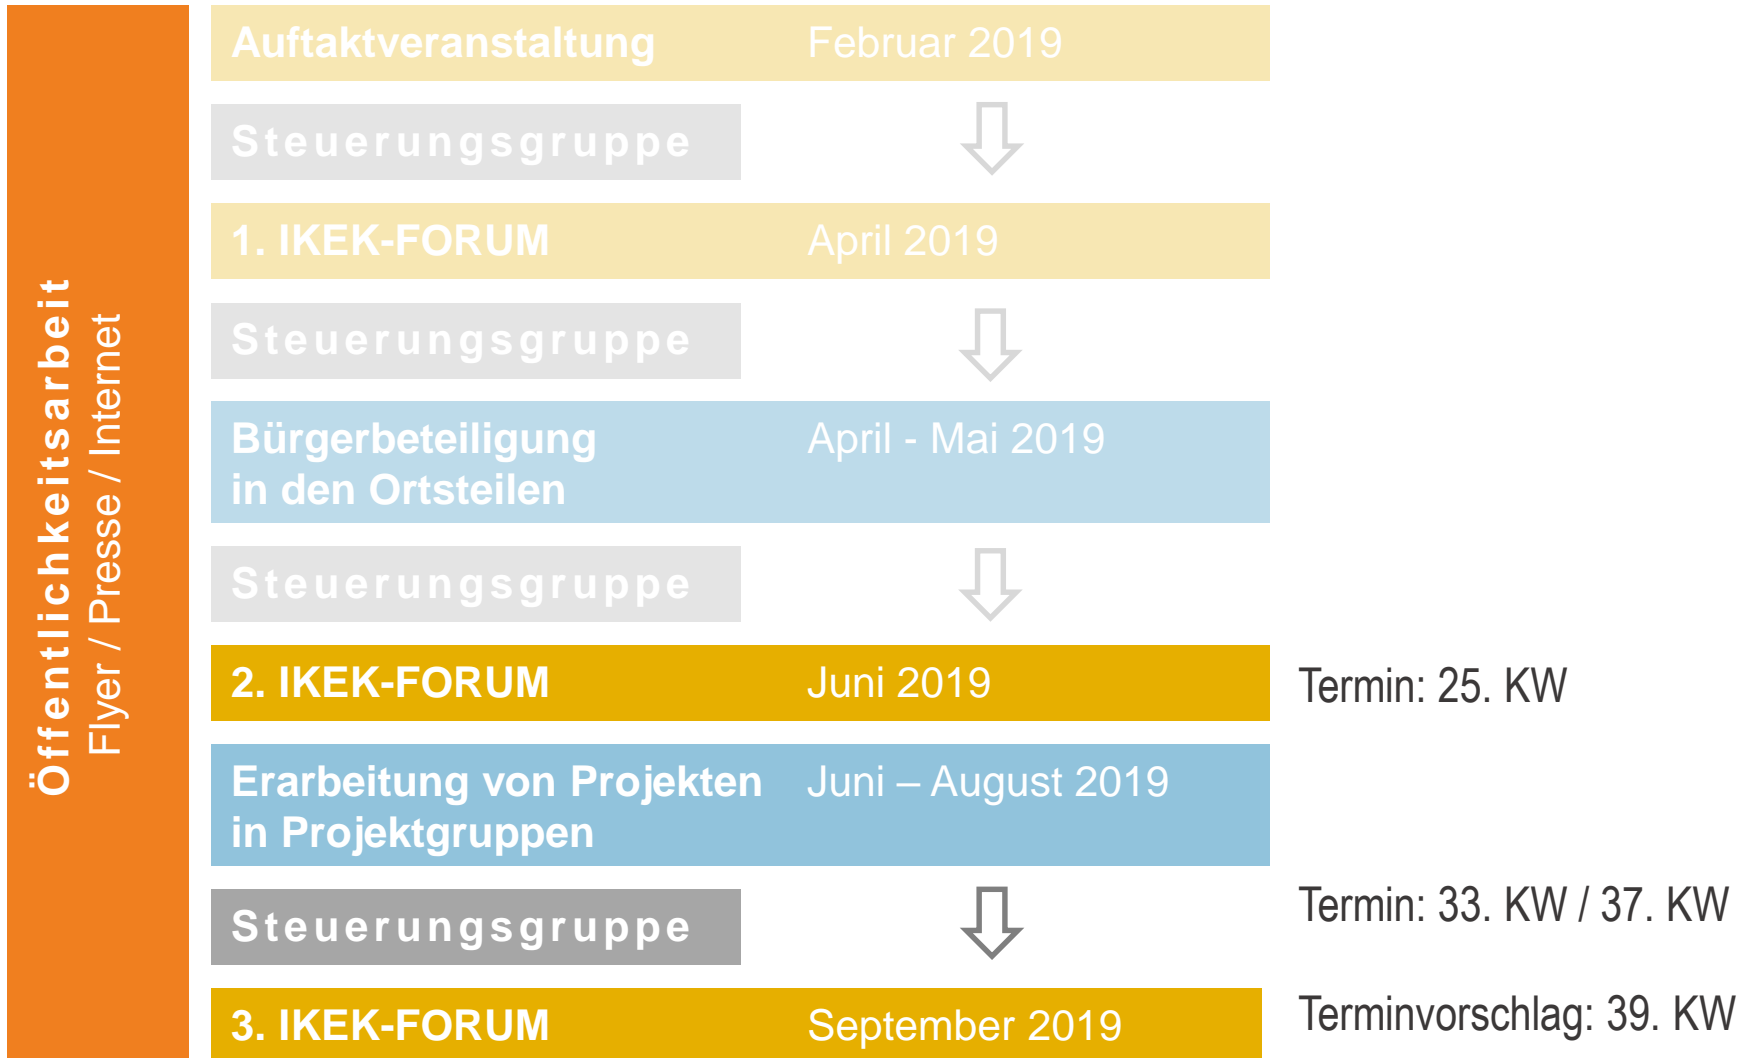 Öffentlichkeitsarbeit
Flyer / Presse / Internet
Auftaktveranstaltung Februar 2019
Steuerungsgruppe
1. IKEK-FORUM April 2019
Steuerungsgruppe
Bürgerbeteiligung April - Mai 2019
in den Ortsteilen
Steuerungsgruppe
2. IKEK-FORUM Juni 2019 Termin: 25. KW
Erarbeitung von Projekten Juni – August 2019
in Projektgruppen
Steuerungsgruppe Termin: 33. KW / 37. KW
3. IKEK-FORUM September 2019 Terminvorschlag: 39. KW